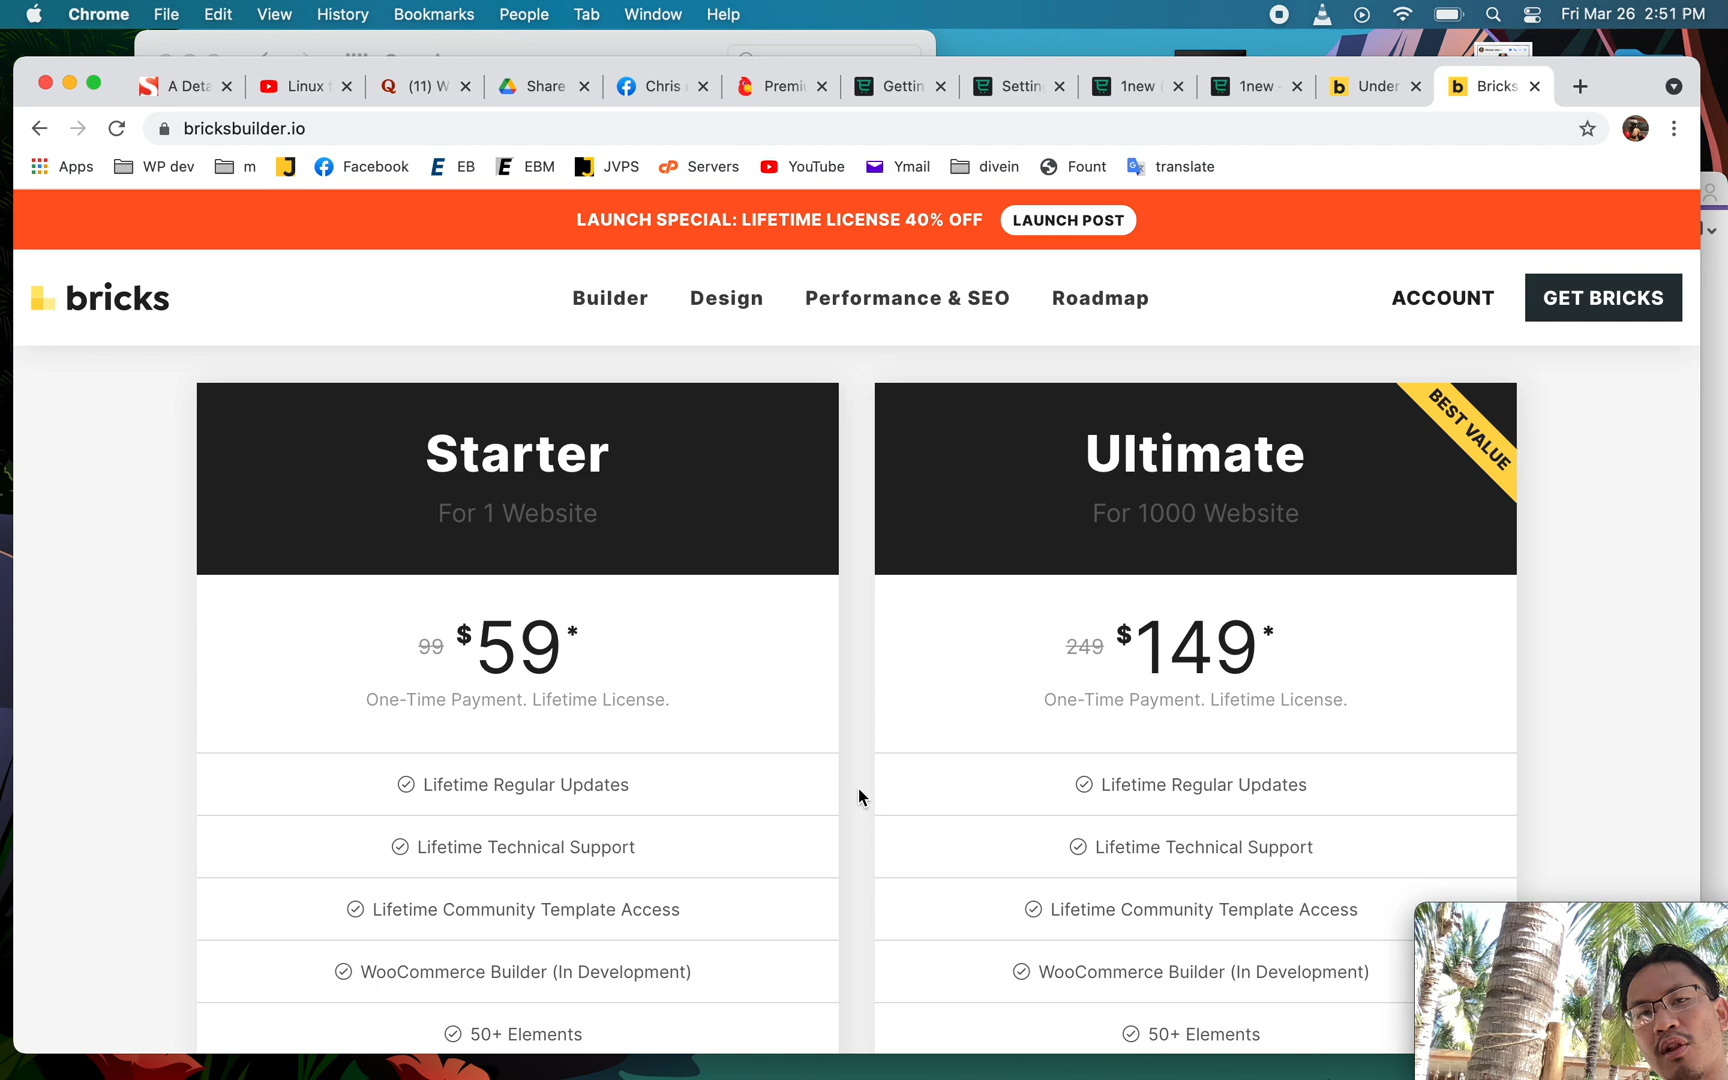 Chrome File Edit View History Bookmarks People Tab Window Help Fri Mar 26 2:51 PM
A Deta Linux (11) W Share Chris Premiu Gettin Settin 1new 1new Under Bricks
bricksbuilder.io
Apps WP dev m Facebook EB EBM JVPS Servers YouTube Ymail divein Fount translate
LAUNCH SPECIAL: LIFETIME LICENSE 40% OFF LAUNCH POST
bricks Builder Design Performance & SEO Roadmap ACCOUNT GET BRICKS
Starter
For 1 Website
99 $59*
One-Time Payment. Lifetime License.
Lifetime Regular Updates
Lifetime Technical Support
Lifetime Community Template Access
WooCommerce Builder (In Development)
50+ Elements
BEST VALUE
Ultimate
For 1000 Website
249 $149*
One-Time Payment. Lifetime License.
Lifetime Regular Updates
Lifetime Technical Support
Lifetime Community Template Access
WooCommerce Builder (In Development)
50+ Elements